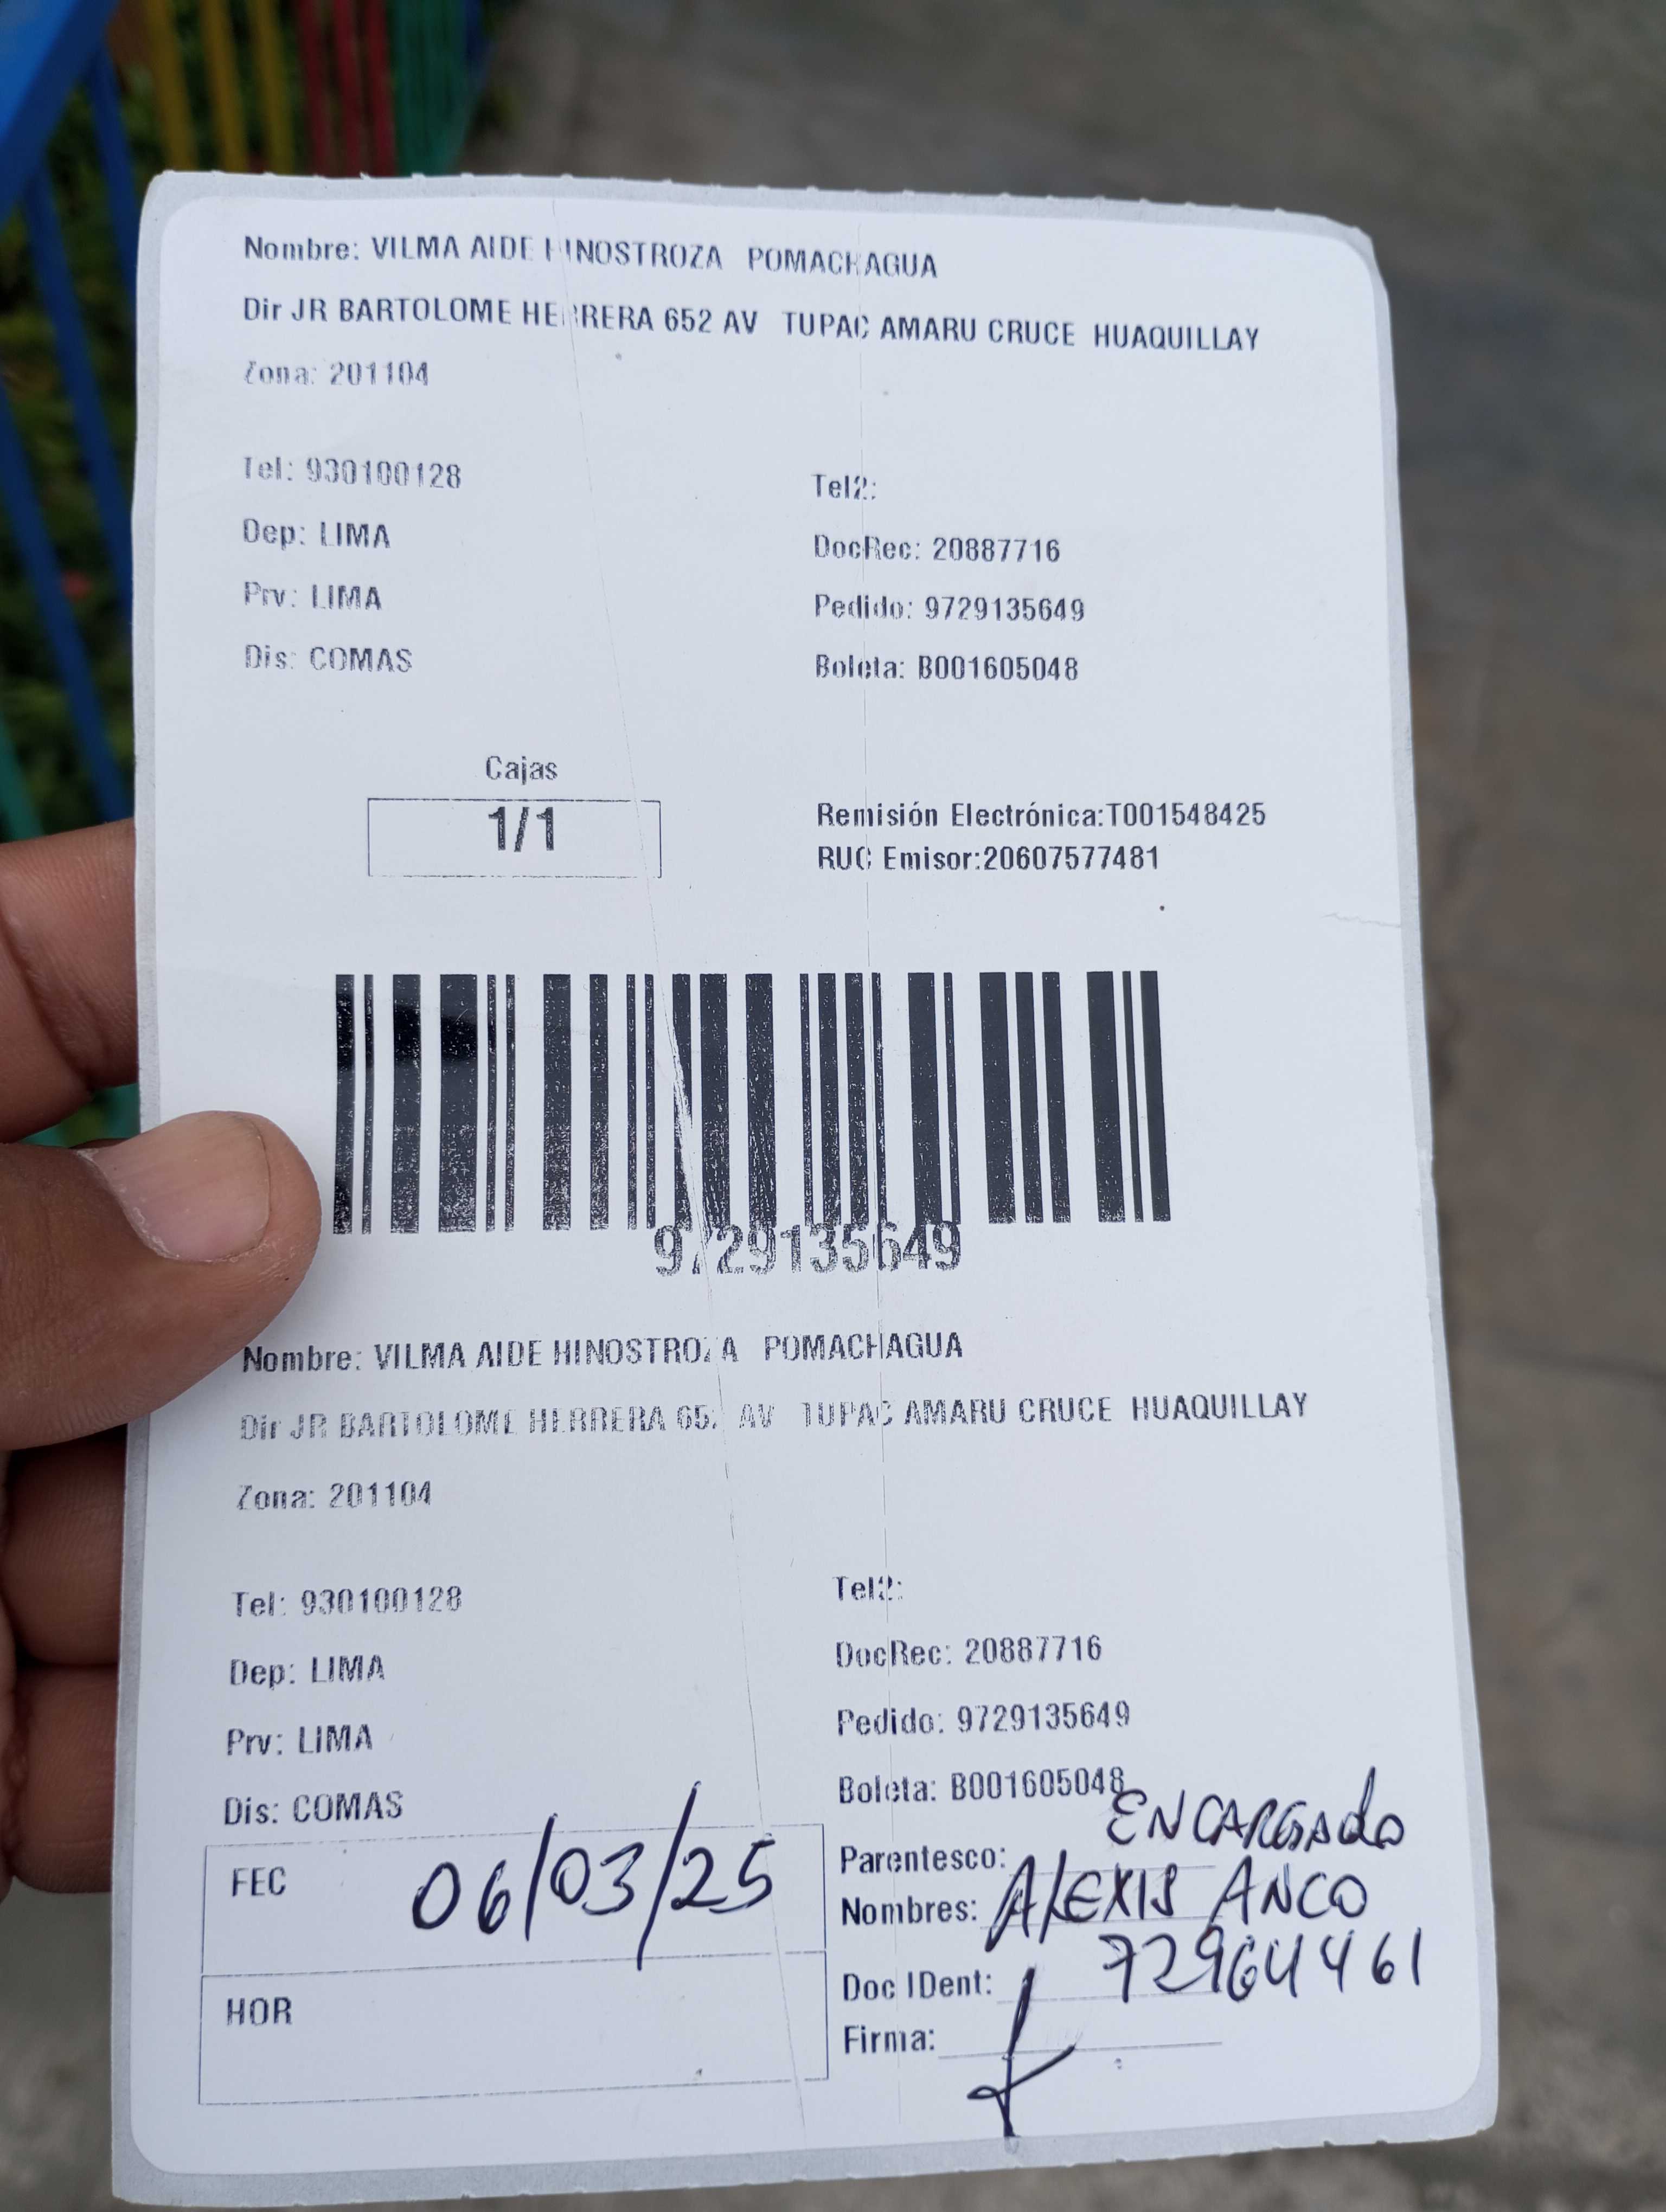 Nombre: VILMA AIDE HINOSTROZA POMACHAGUA
Dir JR BARTOLOME HERRERA 652 AV TUPAC AMARU CRUCE HUAQUILLAY
Zona: 201104
Tel: 930100128 Tel2:
Dep: LIMA DocRec: 20887716
Prv: LIMA Pedido: 9729135649
Dis: COMAS Boleta: B001605048
Cajas
1/1
Remisión Electrónica:T001548425
RUC Emisor:20607577481
9729135649
Nombre: VILMA AIDE HINOSTROZA POMACHAGUA
Dir JR BARTOLOME HERRERA 652 AV TUPAC AMARU CRUCE HUAQUILLAY
Zona: 201104
Tel: 930100128 Tel2:
Dep: LIMA DocRec: 20887716
Prv: LIMA Pedido: 9729135649
Dis: COMAS Boleta: B001605048
FEC 06/03/25
HOR
Parentesco: ENCARGADO
Nombres: ALEXIS ANCO
Doc IDent: 72964461
Firma: